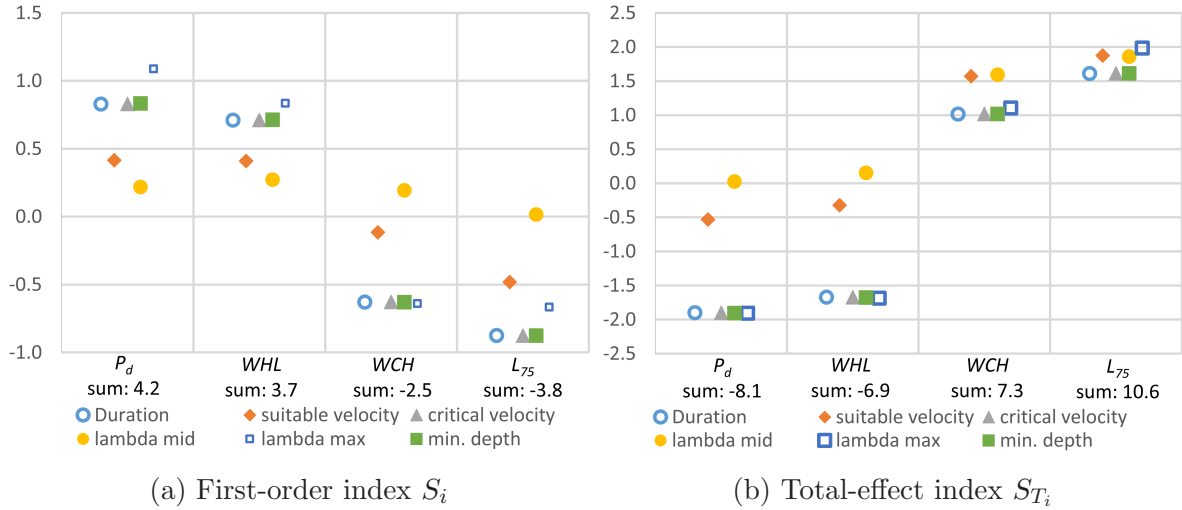 1.5
1.0
0.5
0.0
-0.5
-1.0
P_d WHL WCH L_75
sum: 4.2 sum: 3.7 sum: -2.5 sum: -3.8
Duration suitable velocity critical velocity
lambda mid lambda max min. depth
(a) First-order index S_i
2.5
2.0
1.5
1.0
0.5
0.0
-0.5
-1.0
-1.5
-2.0
-2.5
P_d WHL WCH L_75
sum: -8.1 sum: -6.9 sum: 7.3 sum: 10.6
Duration suitable velocity critical velocity
lambda mid lambda max min. depth
(b) Total-effect index S_{T_i}